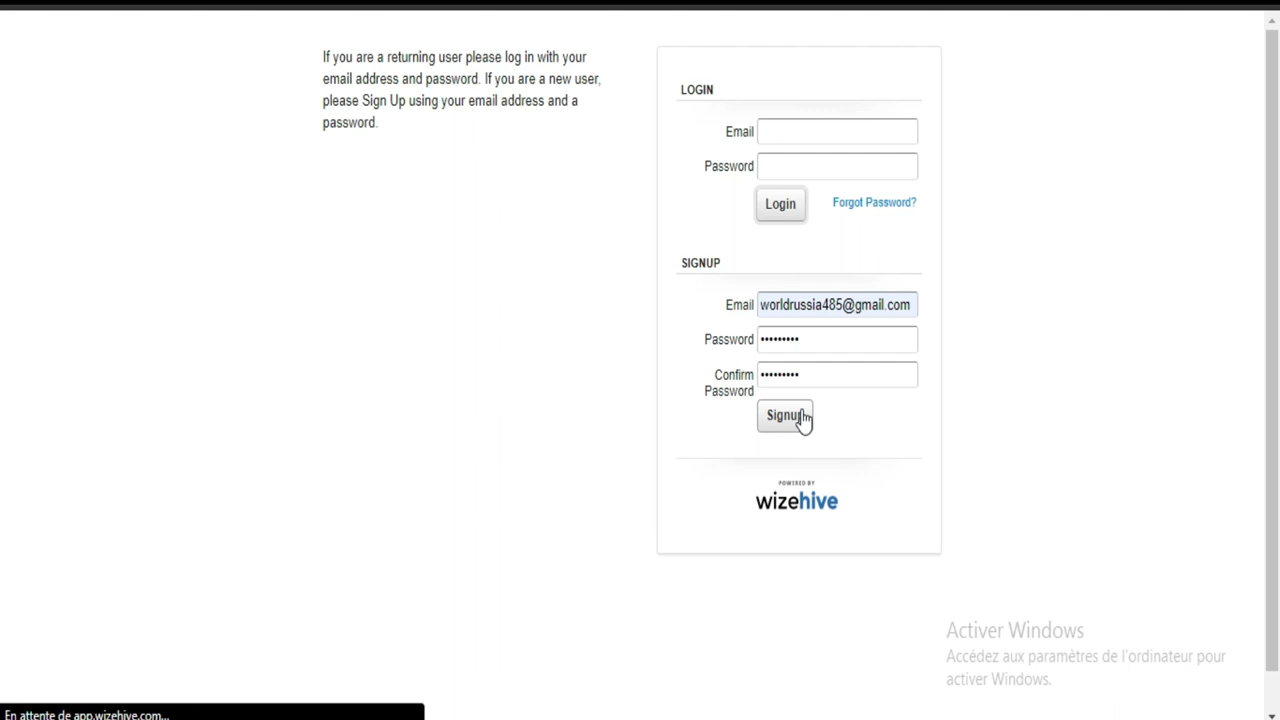 If you are a returning user please log in with your
email address and password. If you are a new user,
please Sign Up using your email address and a
password.
LOGIN
Email
Password
Login Forgot Password?
SIGNUP
Email worldrussia485@gmail.com
Password •••••••••
Confirm
Password •••••••••
Signup
POWERED BY
wizehive
Activer Windows
Accédez aux paramètres de l'ordinateur pour
activer Windows.
En attente de app.wizehive.com...